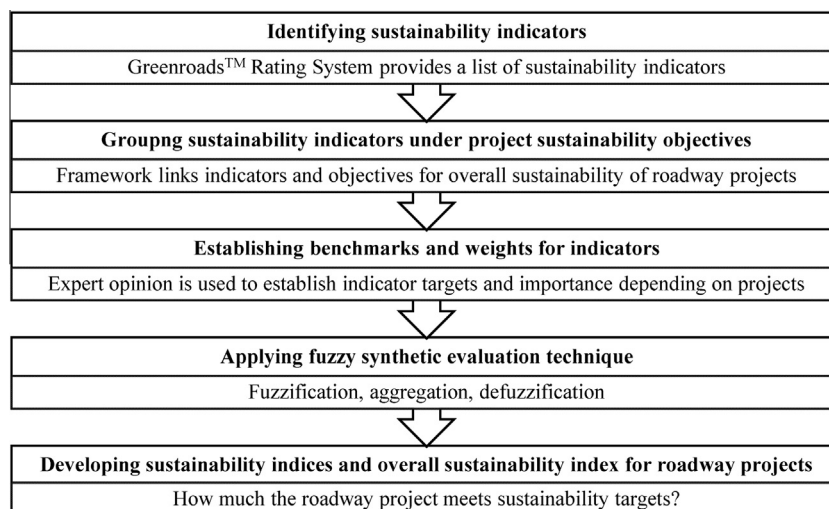 Identifying sustainability indicators
Greenroads™ Rating System provides a list of sustainability indicators
Groupng sustainability indicators under project sustainability objectives
Framework links indicators and objectives for overall sustainability of roadway projects
Establishing benchmarks and weights for indicators
Expert opinion is used to establish indicator targets and importance depending on projects
Applying fuzzy synthetic evaluation technique
Fuzzification, aggregation, defuzzification
Developing sustainability indices and overall sustainability index for roadway projects
How much the roadway project meets sustainability targets?